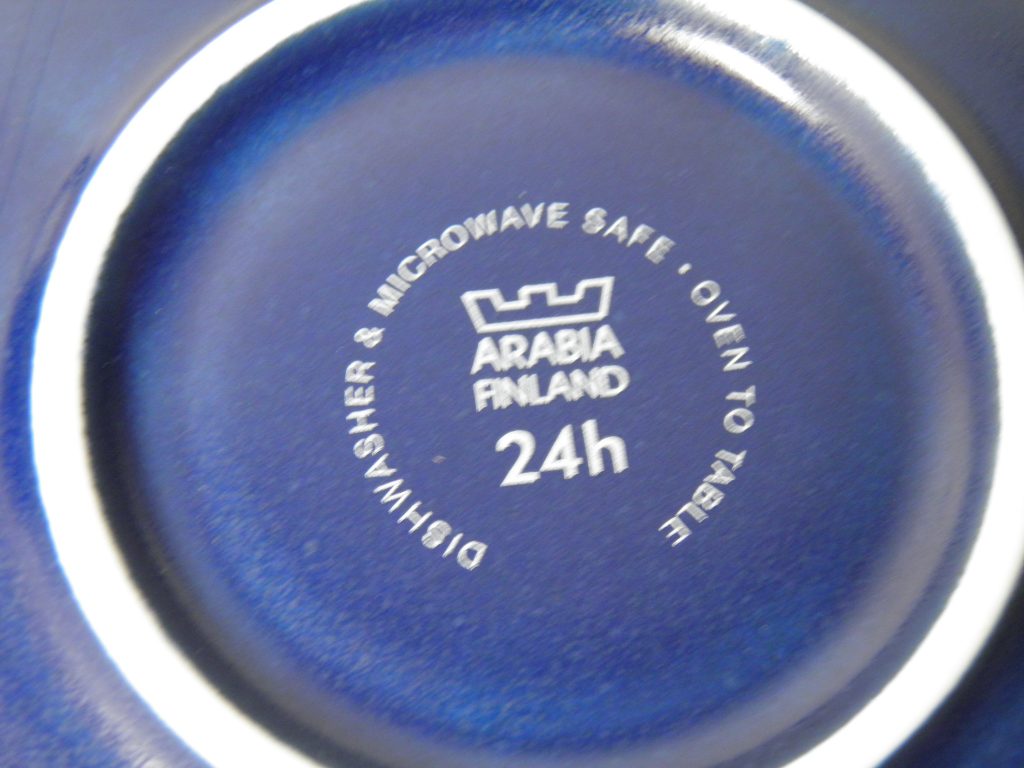 DISHWASHER & MICROWAVE SAFE · OVEN TO TABLE
ARABIA
FINLAND
24h